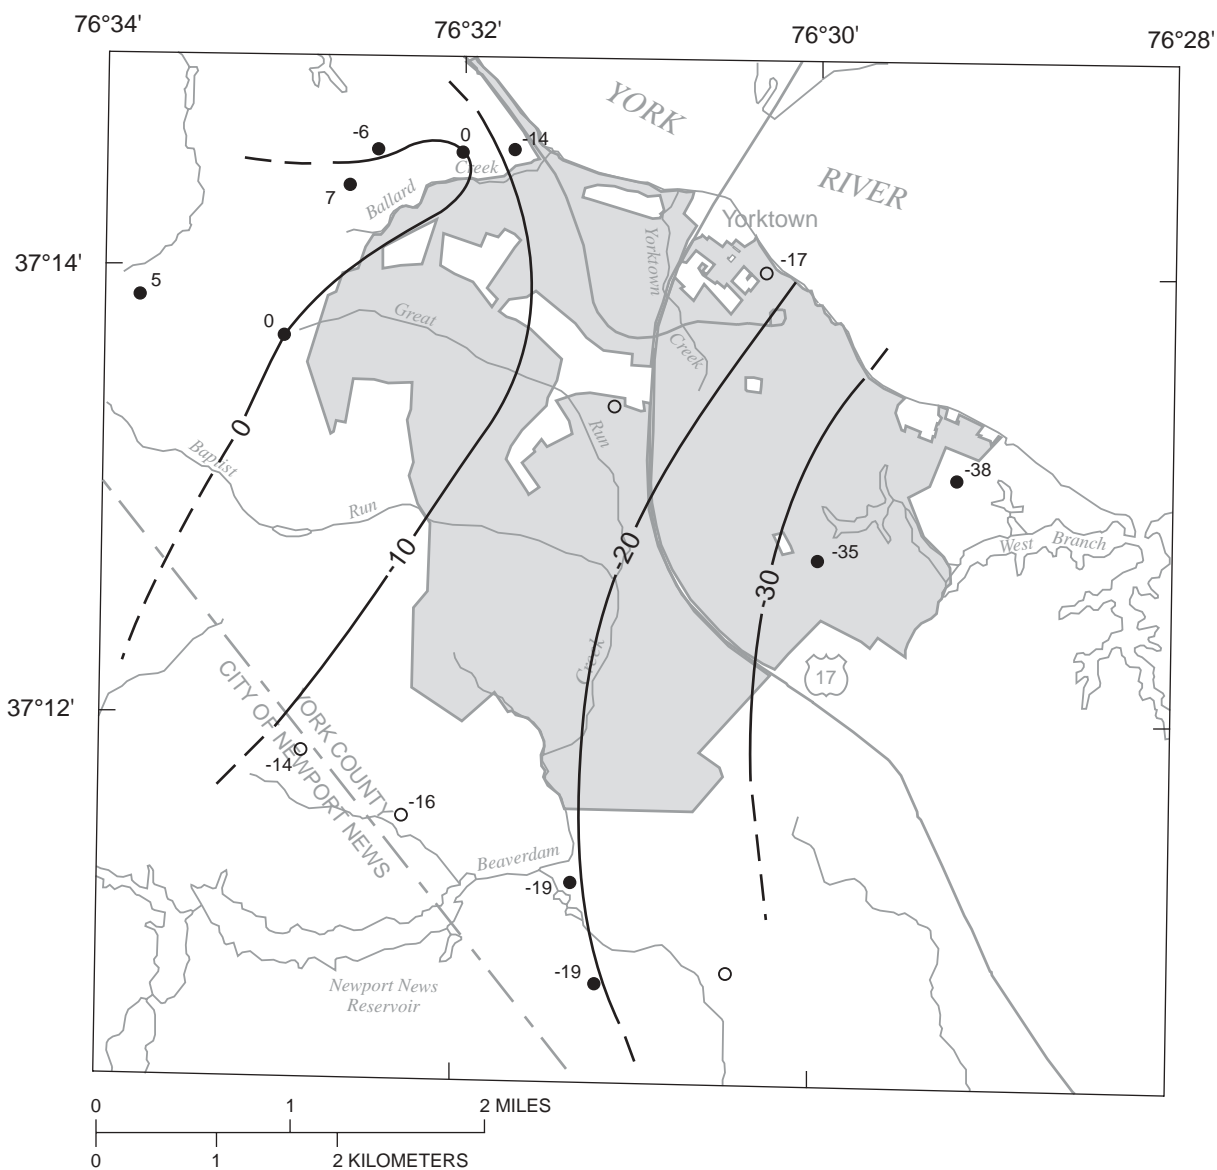 76°34'
76°32'
76°30'
76°28'
YORK
RIVER
-6
0
-14
Creek
7
Ballard
Yorktown
Yorktown
Creek
-17
37°14'
5
0
Great
Run
0
Baptist
Run
-38
-10
-20
-35
West Branch
-30
Creek
17
37°12'
CITY OF NEWPORT NEWS
YORK COUNTY
-14
-16
Beaverdam
-19
-19
Newport News
Reservoir
0 1 2 MILES
0 1 2 KILOMETERS